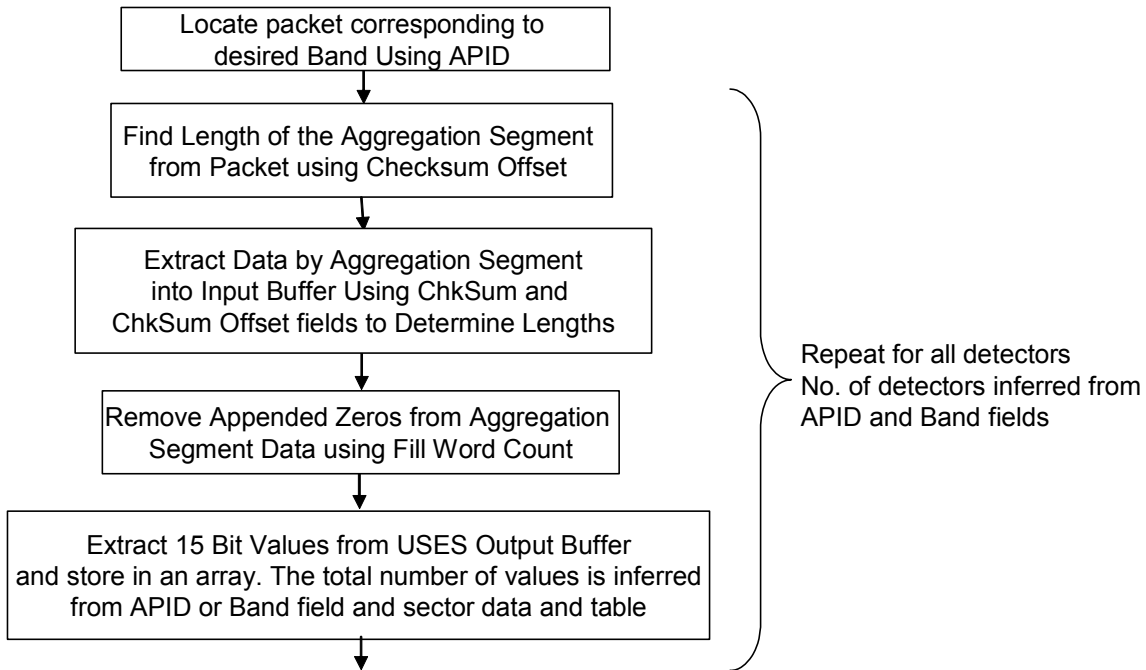 Locate packet corresponding to
desired Band Using APID
Find Length of the Aggregation Segment
from Packet using Checksum Offset
Extract Data by Aggregation Segment
into Input Buffer Using ChkSum and
ChkSum Offset fields to Determine Lengths
Remove Appended Zeros from Aggregation
Segment Data using Fill Word Count
Extract 15 Bit Values from USES Output Buffer
and store in an array. The total number of values is inferred
from APID or Band field and sector data and table
Repeat for all detectors
No. of detectors inferred from
APID and Band fields